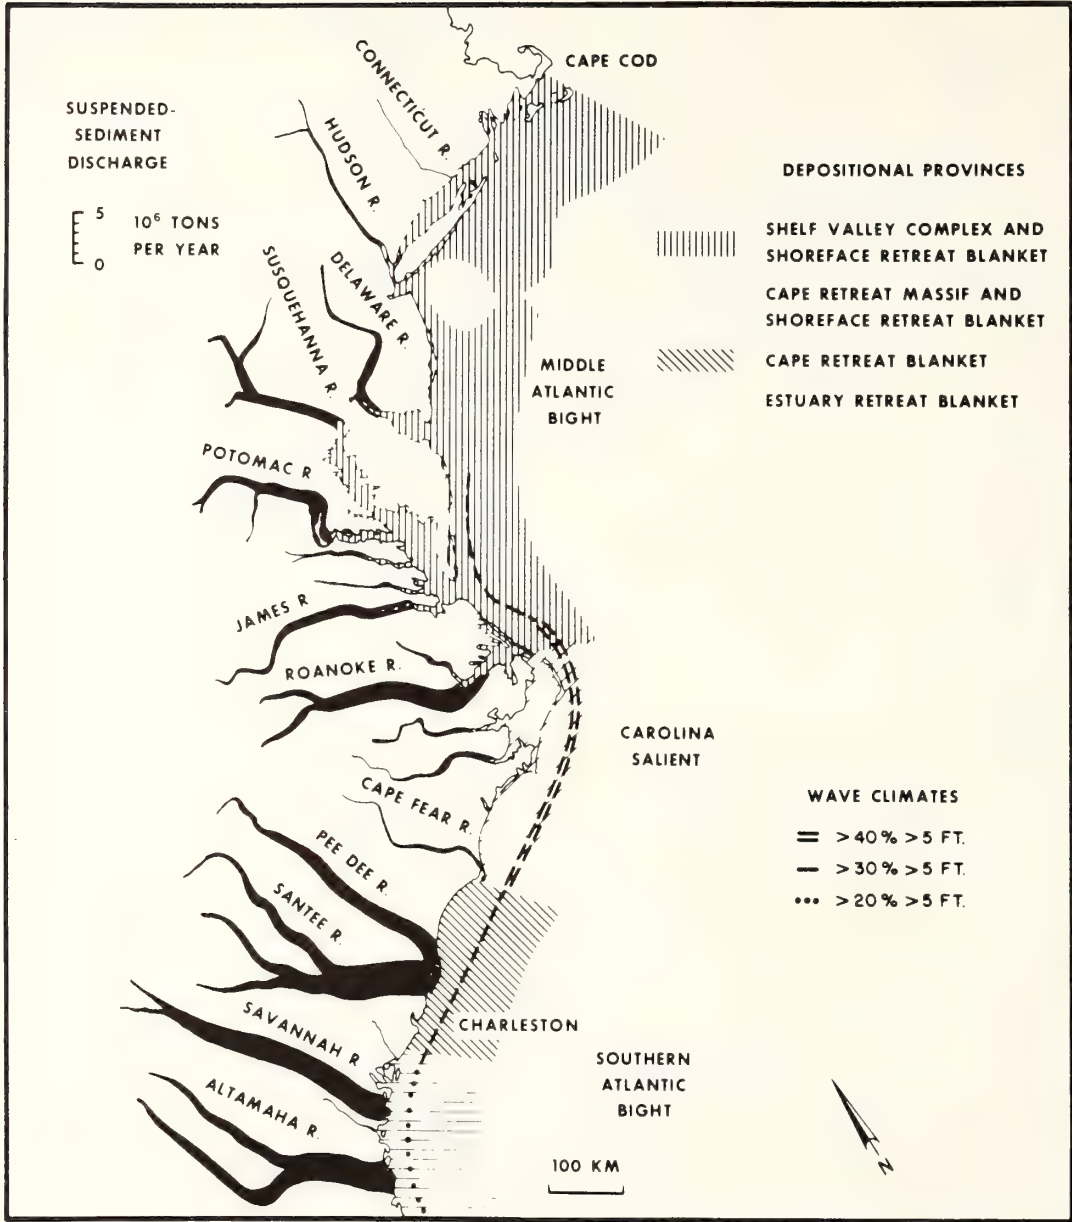 CAPE COD
CONNECTICUT R.
HUDSON R.
SUSPENDED-
SEDIMENT
DISCHARGE
5
10⁶ TONS
PER YEAR
0
DEPOSITIONAL PROVINCES
SHELF VALLEY COMPLEX AND
SHOREFACE RETREAT BLANKET
CAPE RETREAT MASSIF AND
SHOREFACE RETREAT BLANKET
CAPE RETREAT BLANKET
ESTUARY RETREAT BLANKET
SUSQUEHANNA R.
DELAWARE R.
MIDDLE
ATLANTIC
BIGHT
POTOMAC R
JAMES R
ROANOKE R.
CAROLINA
SALIENT
CAPE FEAR R.
WAVE CLIMATES
>40% >5 FT.
>30% >5 FT.
>20% >5 FT.
PEE DEE R.
SANTEE R.
SAVANNAH R
CHARLESTON
SOUTHERN
ATLANTIC
BIGHT
ALTAMAHA R.
100 KM
N